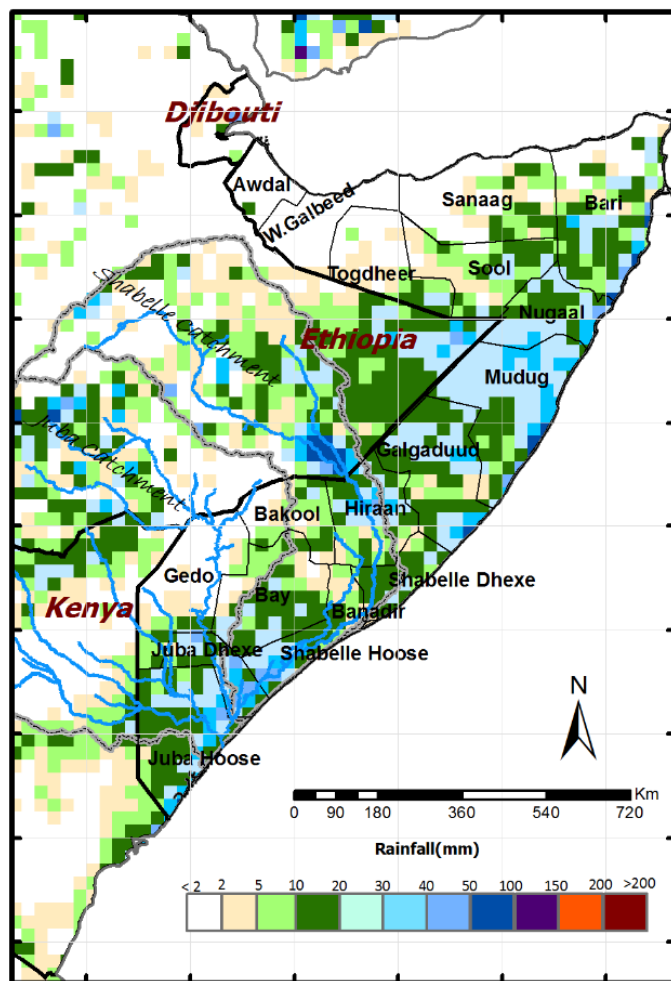 Djibouti
Awdal
W.Galbeed
Sanaag
Bari
Togdheer
Sool
Shabelle Catchment
Nugaal
Ethiopia
Mudug
Juba Catchment
Galgaduud
Bakool
Hiraan
Gedo
Shabelle Dhexe
Bay
Kenya
Banadir
Juba Dhexe
Shabelle Hoose
N
Juba Hoose
Km
0 90 180 360 540 720
Rainfall(mm)
< 2 2 5 10 20 30 40 50 100 150 200 >200